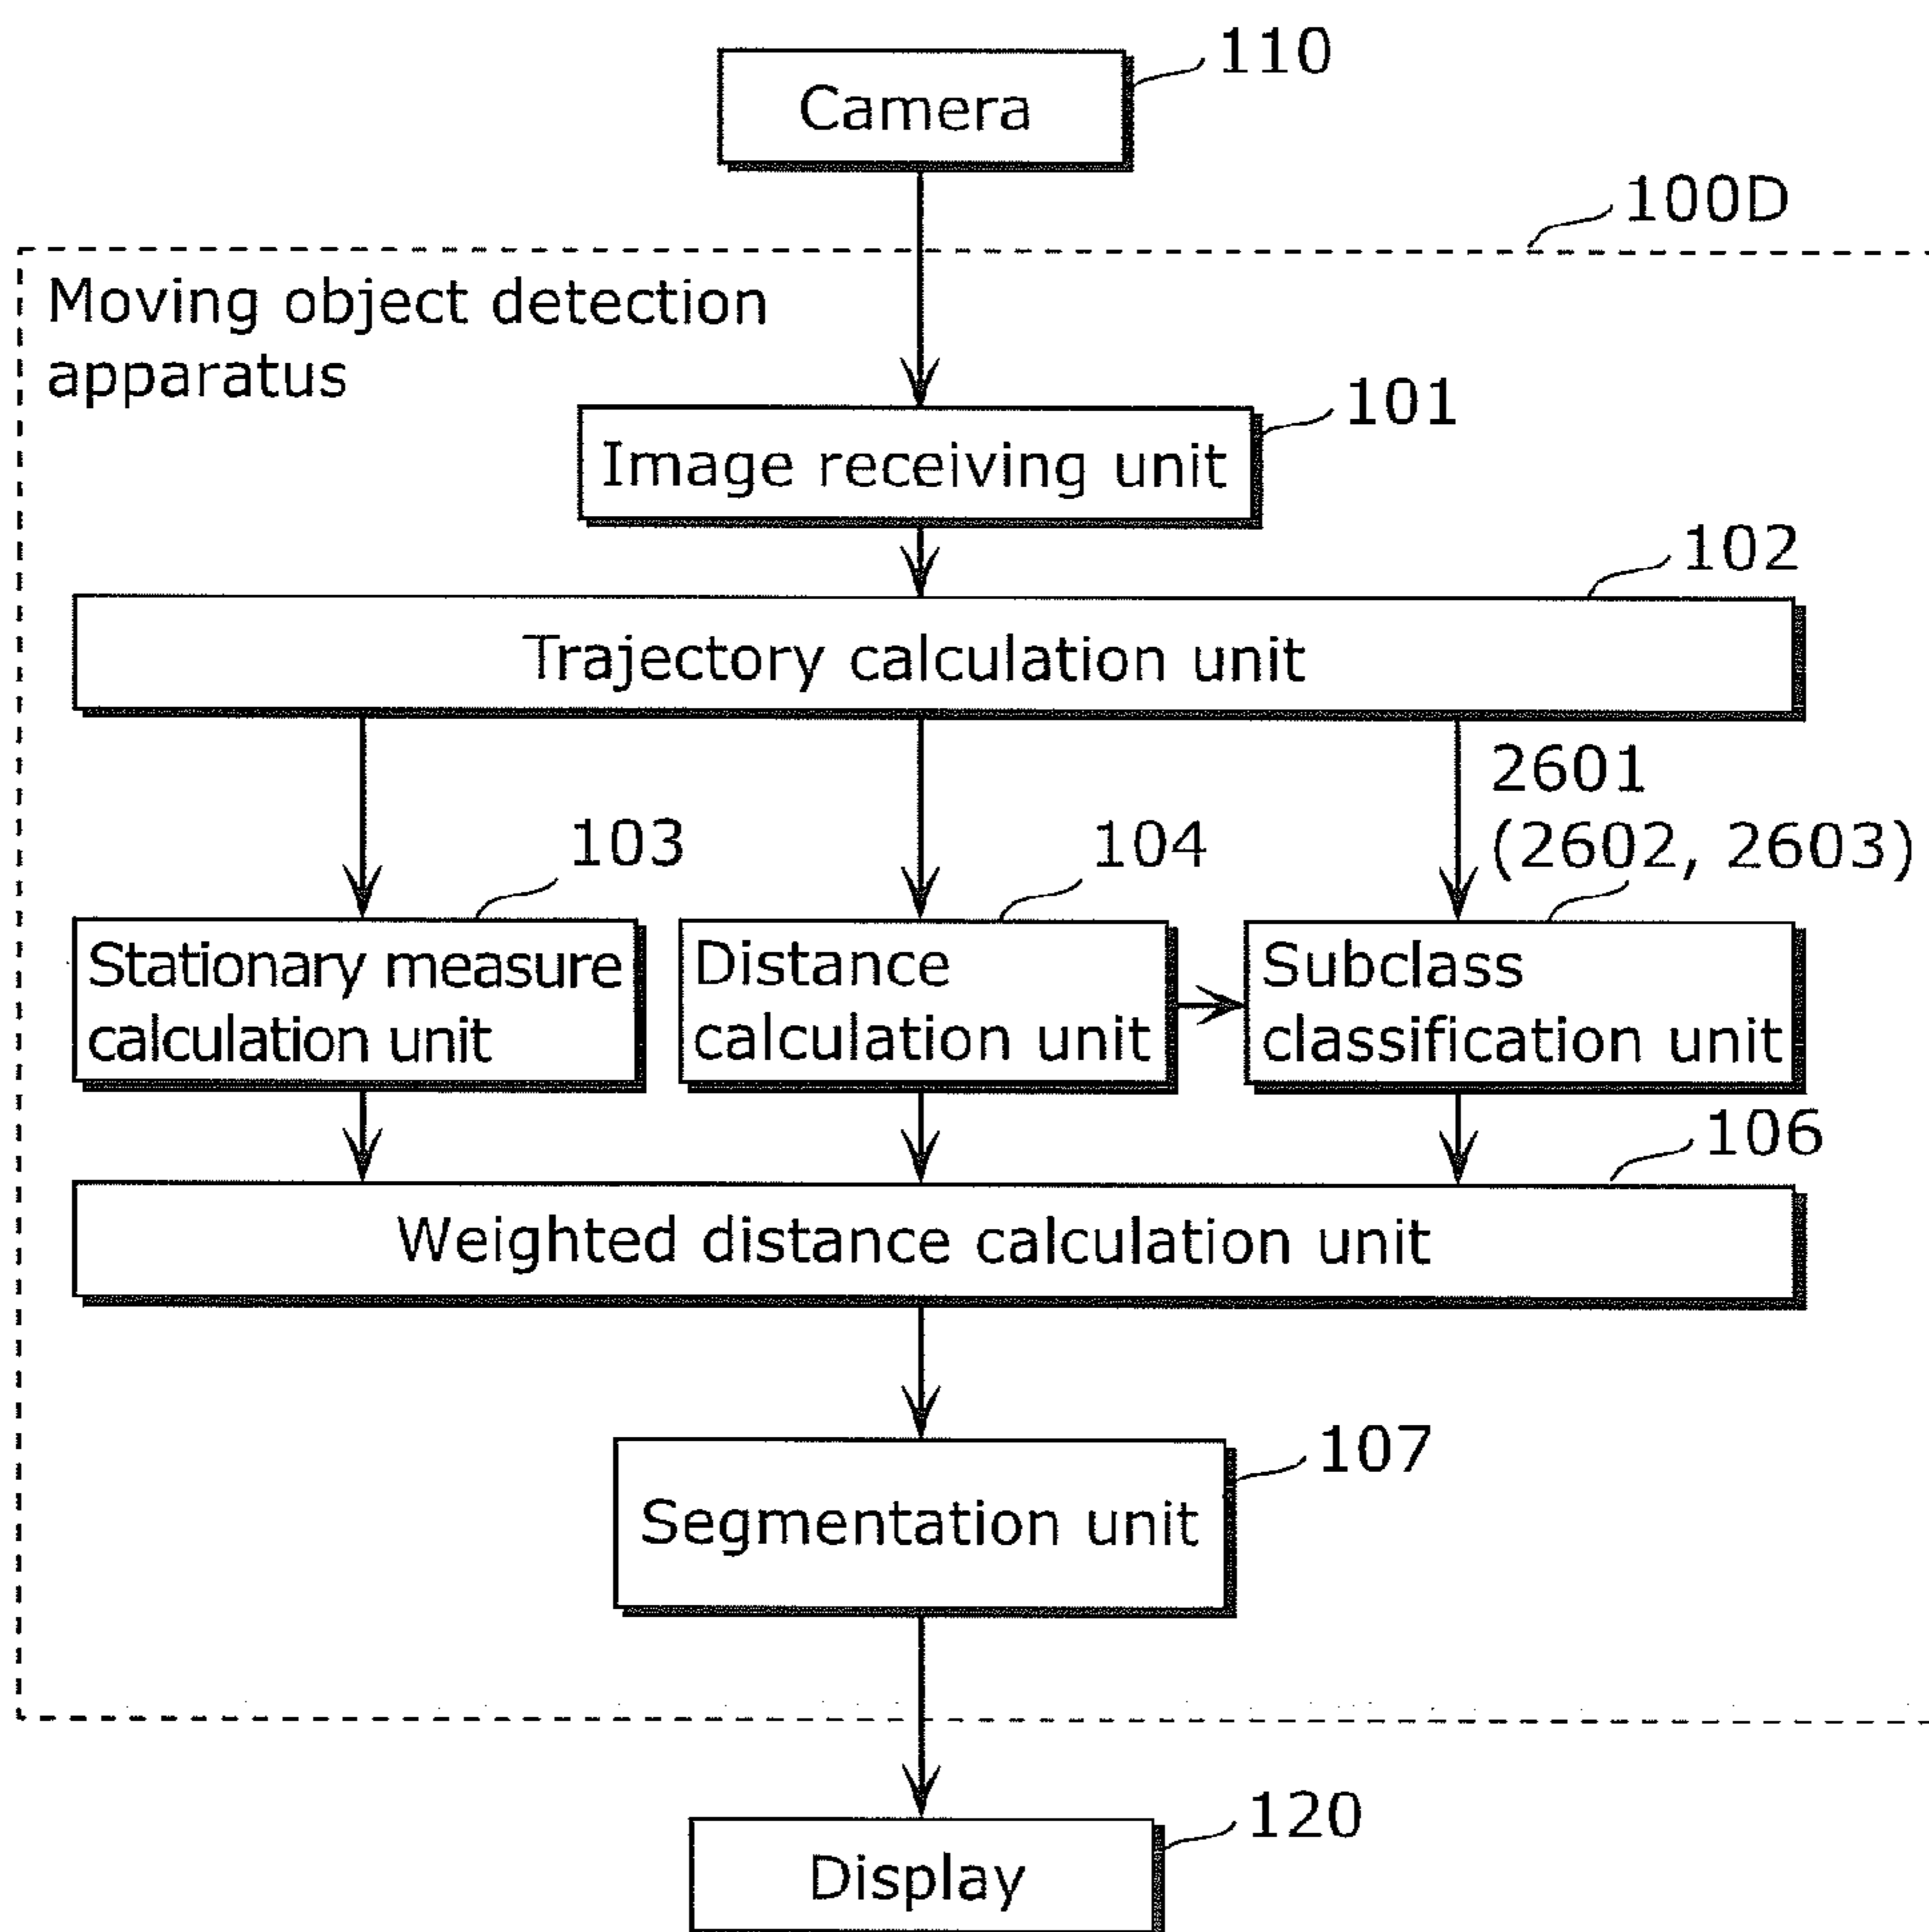 110
Camera
100D
Moving object detection
apparatus
101
Image receiving unit
102
Trajectory calculation unit
2601
(2602, 2603)
103
104
Stationary measure
calculation unit
Distance
calculation unit
Subclass
classification unit
106
Weighted distance calculation unit
107
Segmentation unit
120
Display